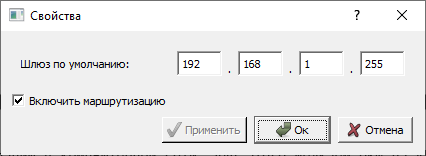 Свойства
Шлюз по умолчанию: 192 . 168 . 1 . 255
Включить маршрутизацию
Применить Ок Отмена